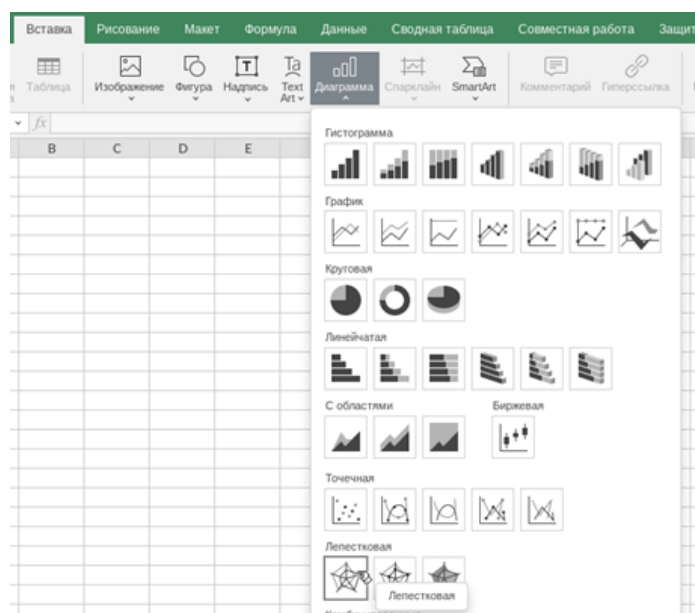 Вставка Рисование Макет Формула Данные Сводная таблица Совместная работа Защит
Таблица Изображение Фигура Надпись Text Art Диаграмма Спарклайн SmartArt Комментарий Гиперссылка
fx
B C D E
Гистограмма
График
Круговая
Линейчатая
С областями Биржевая
Точечная
Лепестковая
Лепестковая